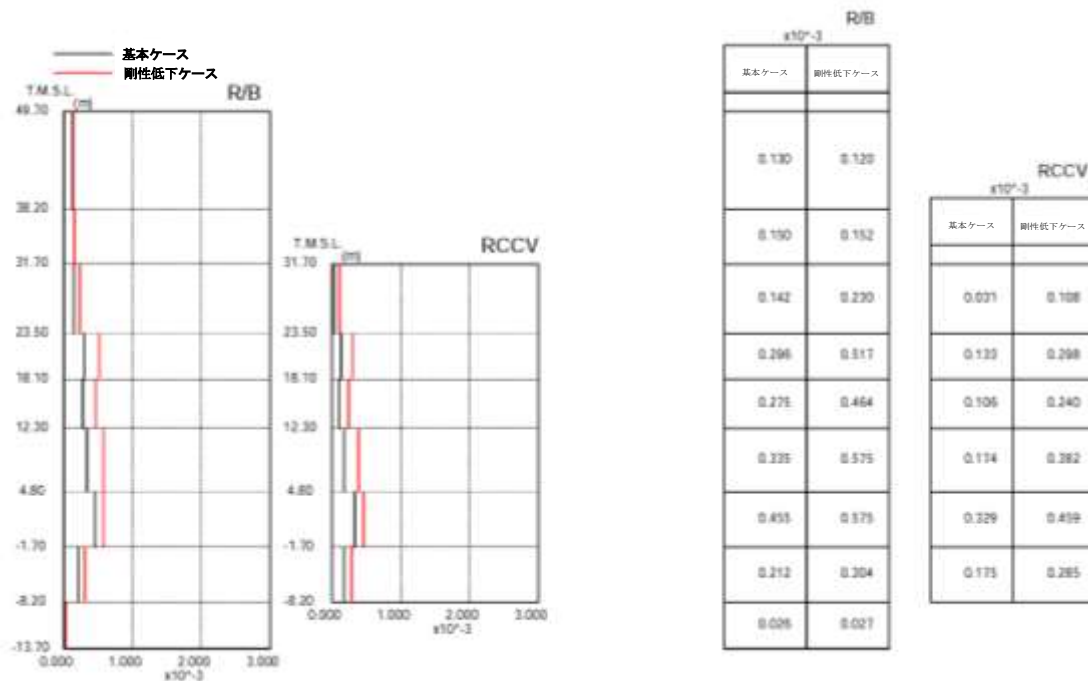 基本ケース
剛性低下ケース
T.M.S.L.
(m)
R/B
49.70
38.20
31.70
23.50
18.10
12.30
4.80
-1.70
-8.20
-13.70
0.000 1.000 2.000 3.000
x10^-3
T.M.S.L.
(m)
RCCV
31.70
23.50
18.10
12.30
4.80
-1.70
-8.20
0.000 1.000 2.000 3.000
x10^-3
R/B
x10^-3
基本ケース 剛性低下ケース
0.130 0.120
0.150 0.152
0.142 0.230
0.286 0.517
0.275 0.464
0.335 0.575
0.455 0.575
0.212 0.304
0.026 0.027
RCCV
x10^-3
基本ケース 剛性低下ケース
0.031 0.108
0.133 0.298
0.106 0.240
0.174 0.382
0.329 0.459
0.175 0.285